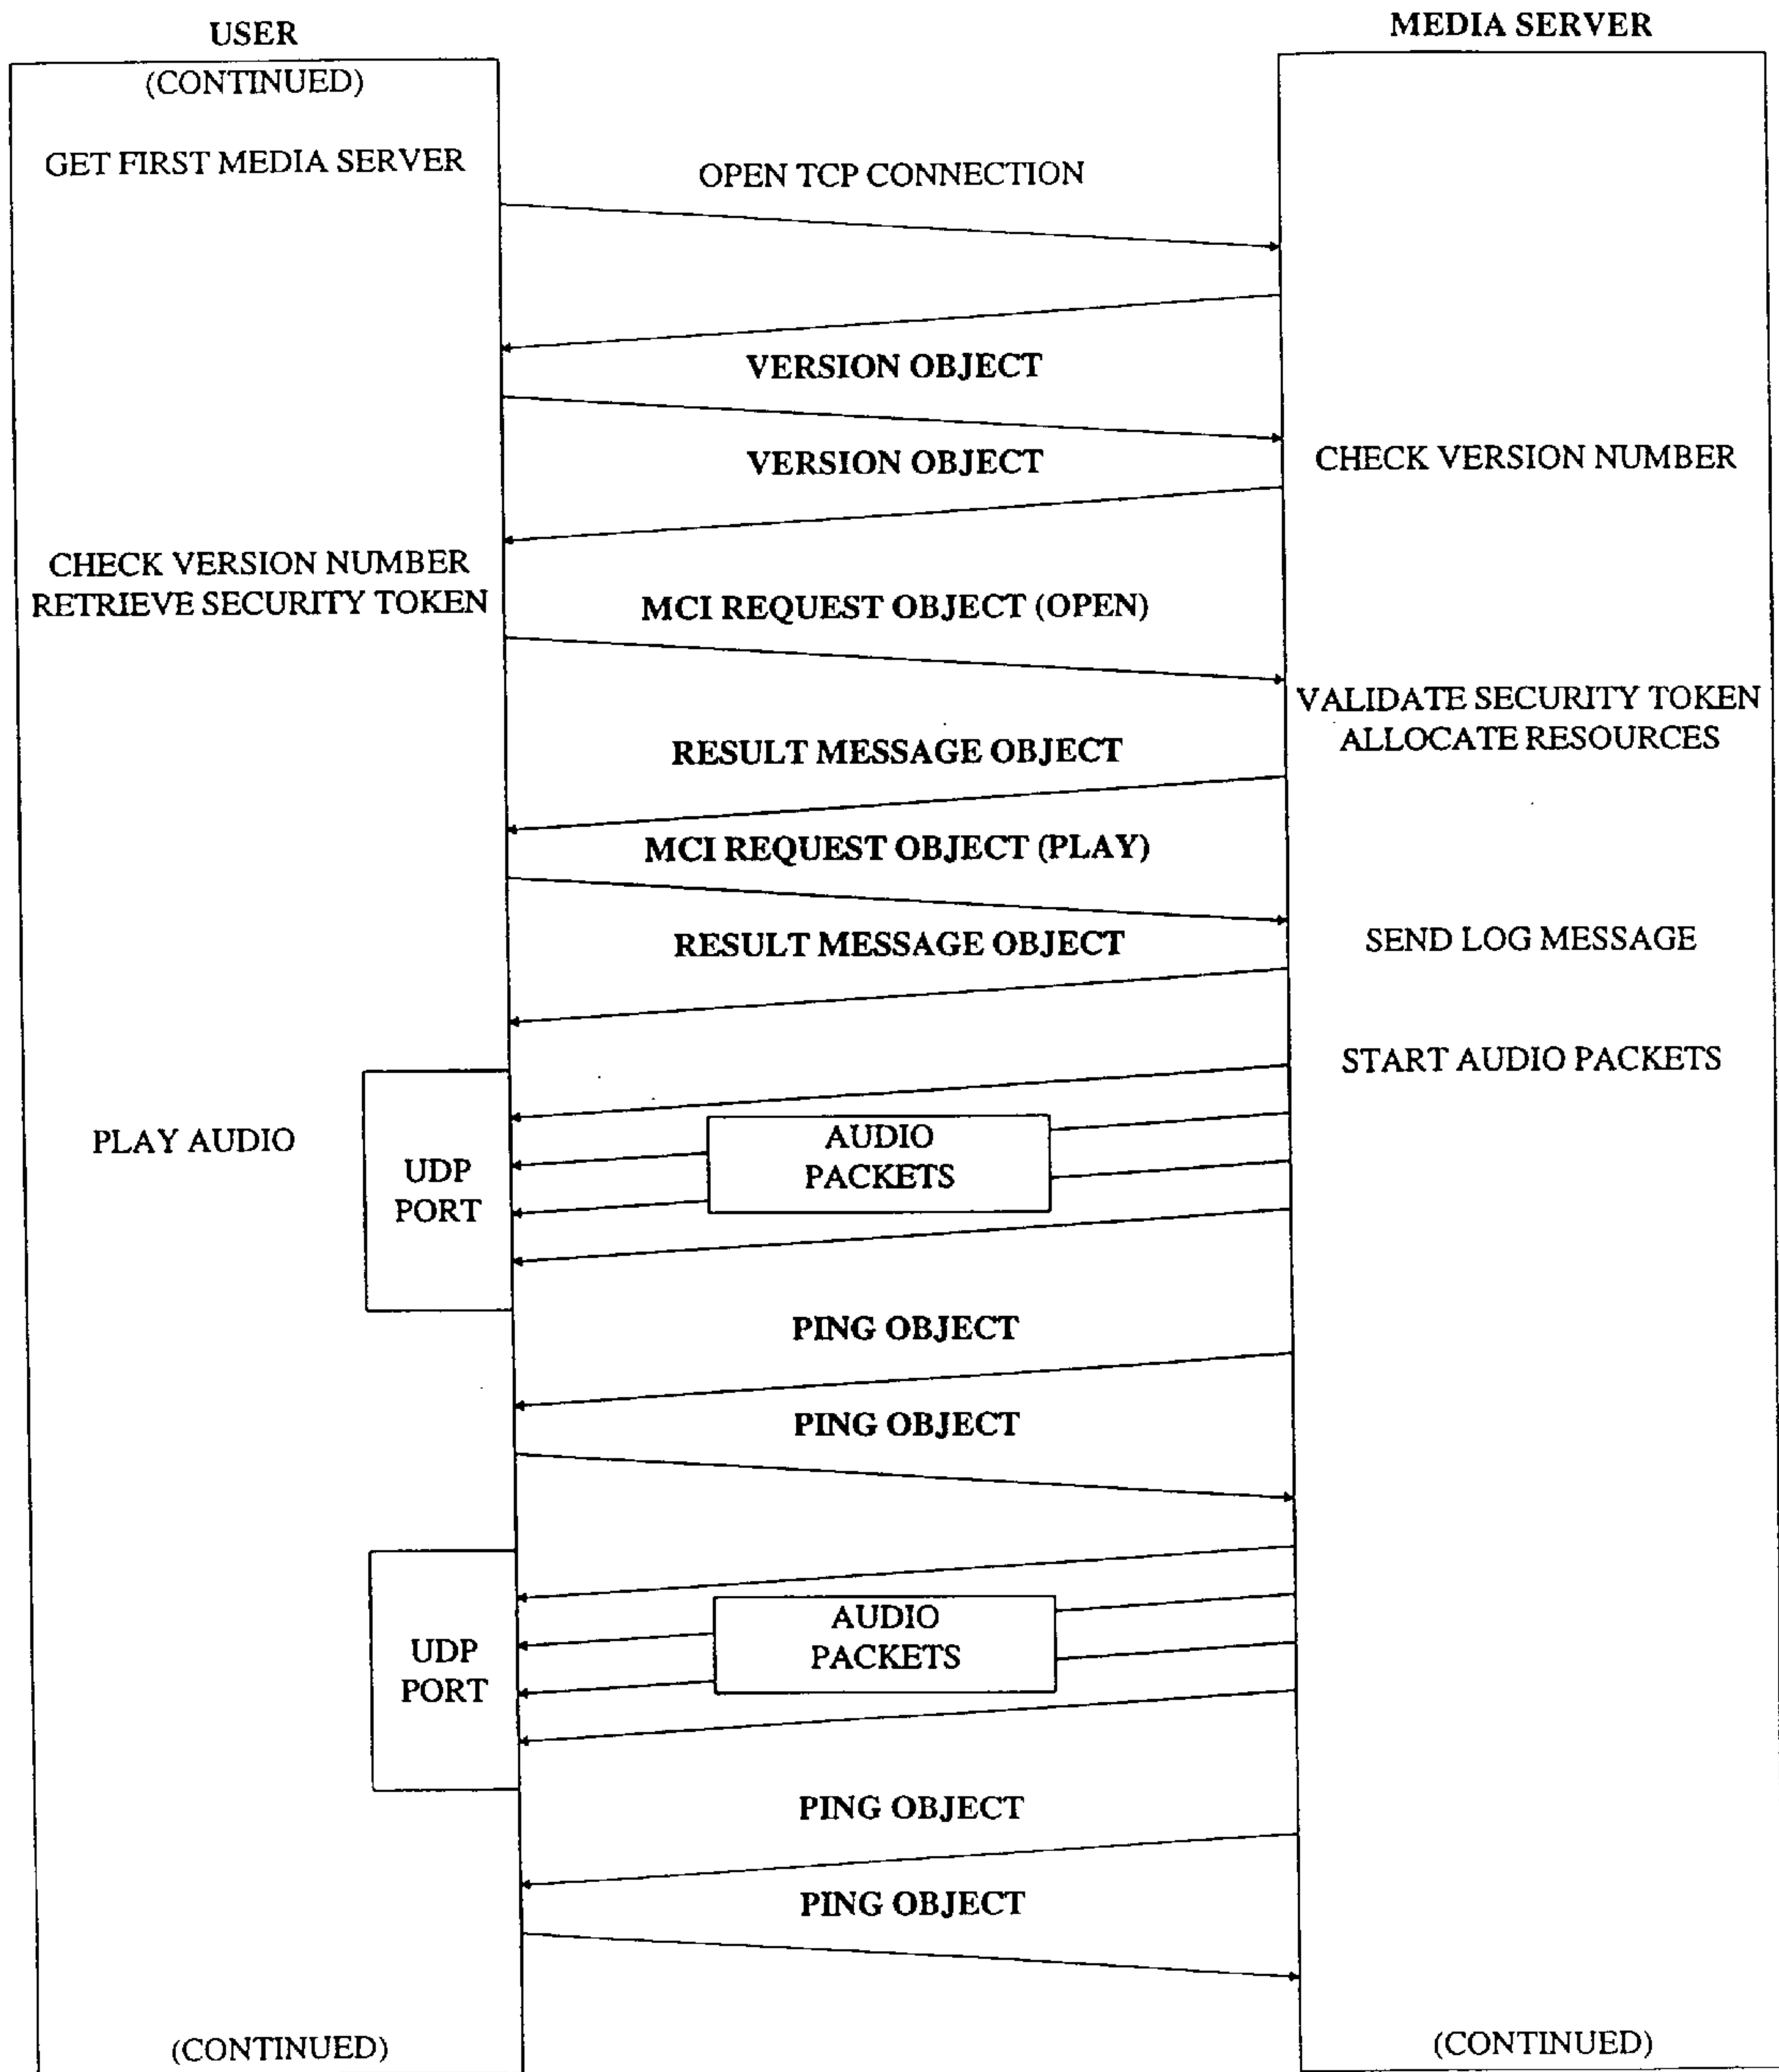 USER
MEDIA SERVER
(CONTINUED)
GET FIRST MEDIA SERVER
OPEN TCP CONNECTION
VERSION OBJECT
VERSION OBJECT
CHECK VERSION NUMBER
CHECK VERSION NUMBER
RETRIEVE SECURITY TOKEN
MCI REQUEST OBJECT (OPEN)
VALIDATE SECURITY TOKEN
ALLOCATE RESOURCES
RESULT MESSAGE OBJECT
MCI REQUEST OBJECT (PLAY)
RESULT MESSAGE OBJECT
SEND LOG MESSAGE
START AUDIO PACKETS
PLAY AUDIO
UDP
PORT
AUDIO
PACKETS
PING OBJECT
PING OBJECT
UDP
PORT
AUDIO
PACKETS
PING OBJECT
PING OBJECT
(CONTINUED)
(CONTINUED)